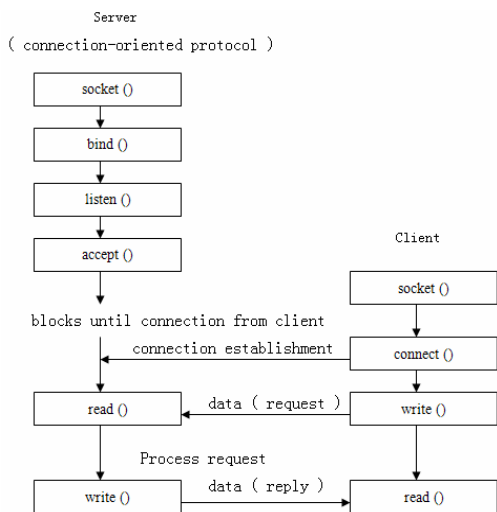 Server
( connection-oriented protocol )
socket ()
bind ()
listen ()
accept ()
Client
socket ()
blocks until connection from client
connection establishment
connect ()
read ()
data ( request )
write ()
Process request
write ()
data ( reply )
read ()